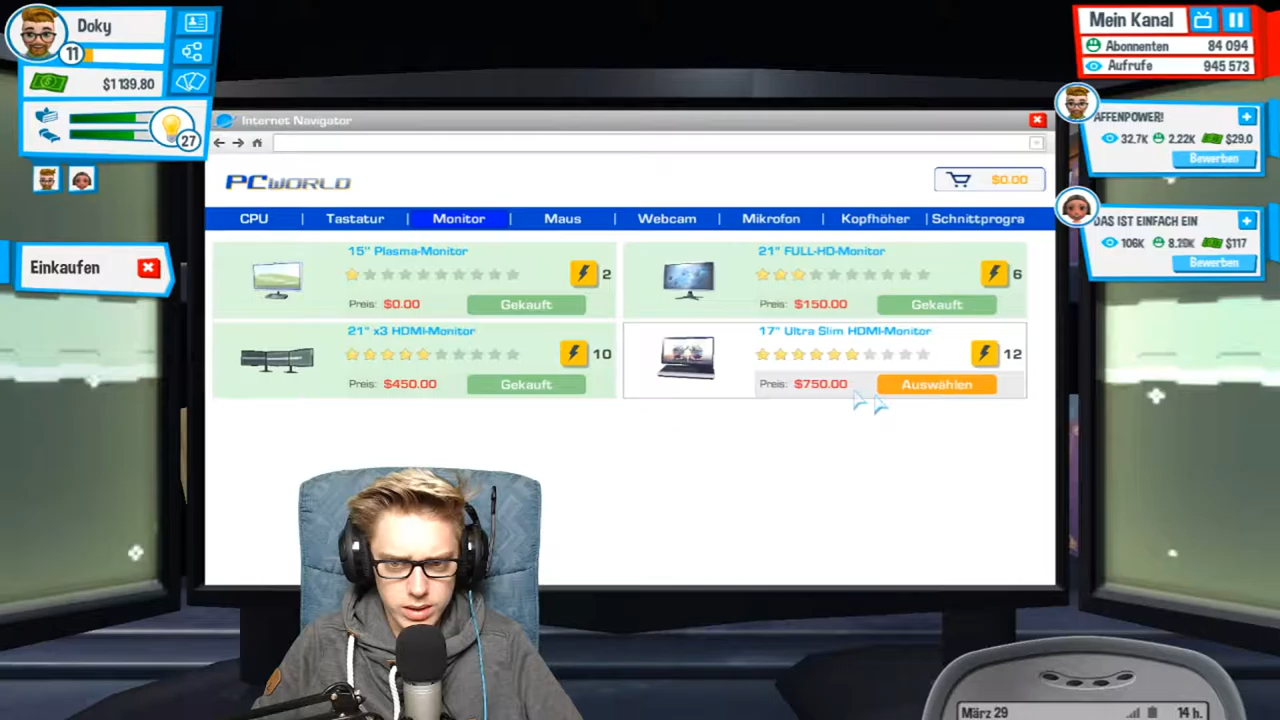 Doky
11
$1 139.80
27
Einkaufen
Mein Kanal
Abonnenten 84 094
Aufrufe 945 573
AFFENPOWER!
32.7K 2.22K $29.0
Bewerben
DAS IST EINFACH EIN
106K 8.29K $117
Bewerben
Internet Navigator
PCWORLD
$0.00
CPU | Tastatur | Monitor | Maus | Webcam | Mikrofon | Kopfhöher | Schnittprogra
15" Plasma-Monitor
2
Preis: $0.00 Gekauft
21" FULL-HD-Monitor
6
Preis: $150.00 Gekauft
21" x3 HDMI-Monitor
10
Preis: $450.00 Gekauft
17" Ultra Slim HDMI-Monitor
12
Preis: $750.00 Auswählen
März 29 14 h.